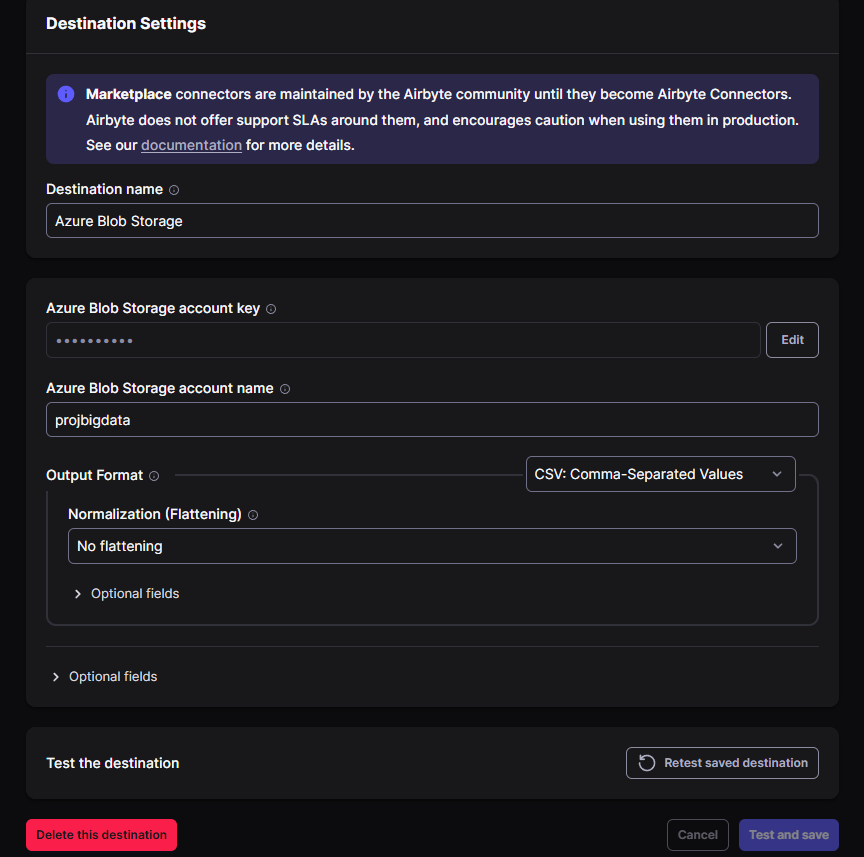 Destination Settings
Marketplace connectors are maintained by the Airbyte community until they become Airbyte Connectors.
Airbyte does not offer support SLAs around them, and encourages caution when using them in production.
See our documentation for more details.
Destination name
Azure Blob Storage
Azure Blob Storage account key
••••••••••
Edit
Azure Blob Storage account name
projbigdata
Output Format
CSV: Comma-Separated Values
Normalization (Flattening)
No flattening
Optional fields
Optional fields
Test the destination
Retest saved destination
Delete this destination
Cancel
Test and save